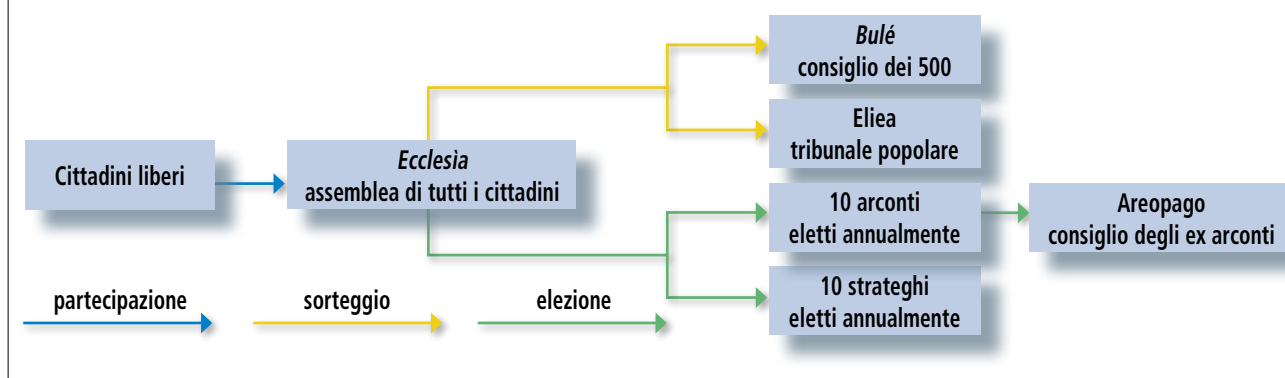 Cittadini liberi
Ecclesìa
assemblea di tutti i cittadini
Bulé
consiglio dei 500
Eliea
tribunale popolare
10 arconti
eletti annualmente
10 strateghi
eletti annualmente
Areopago
consiglio degli ex arconti
partecipazione
sorteggio
elezione